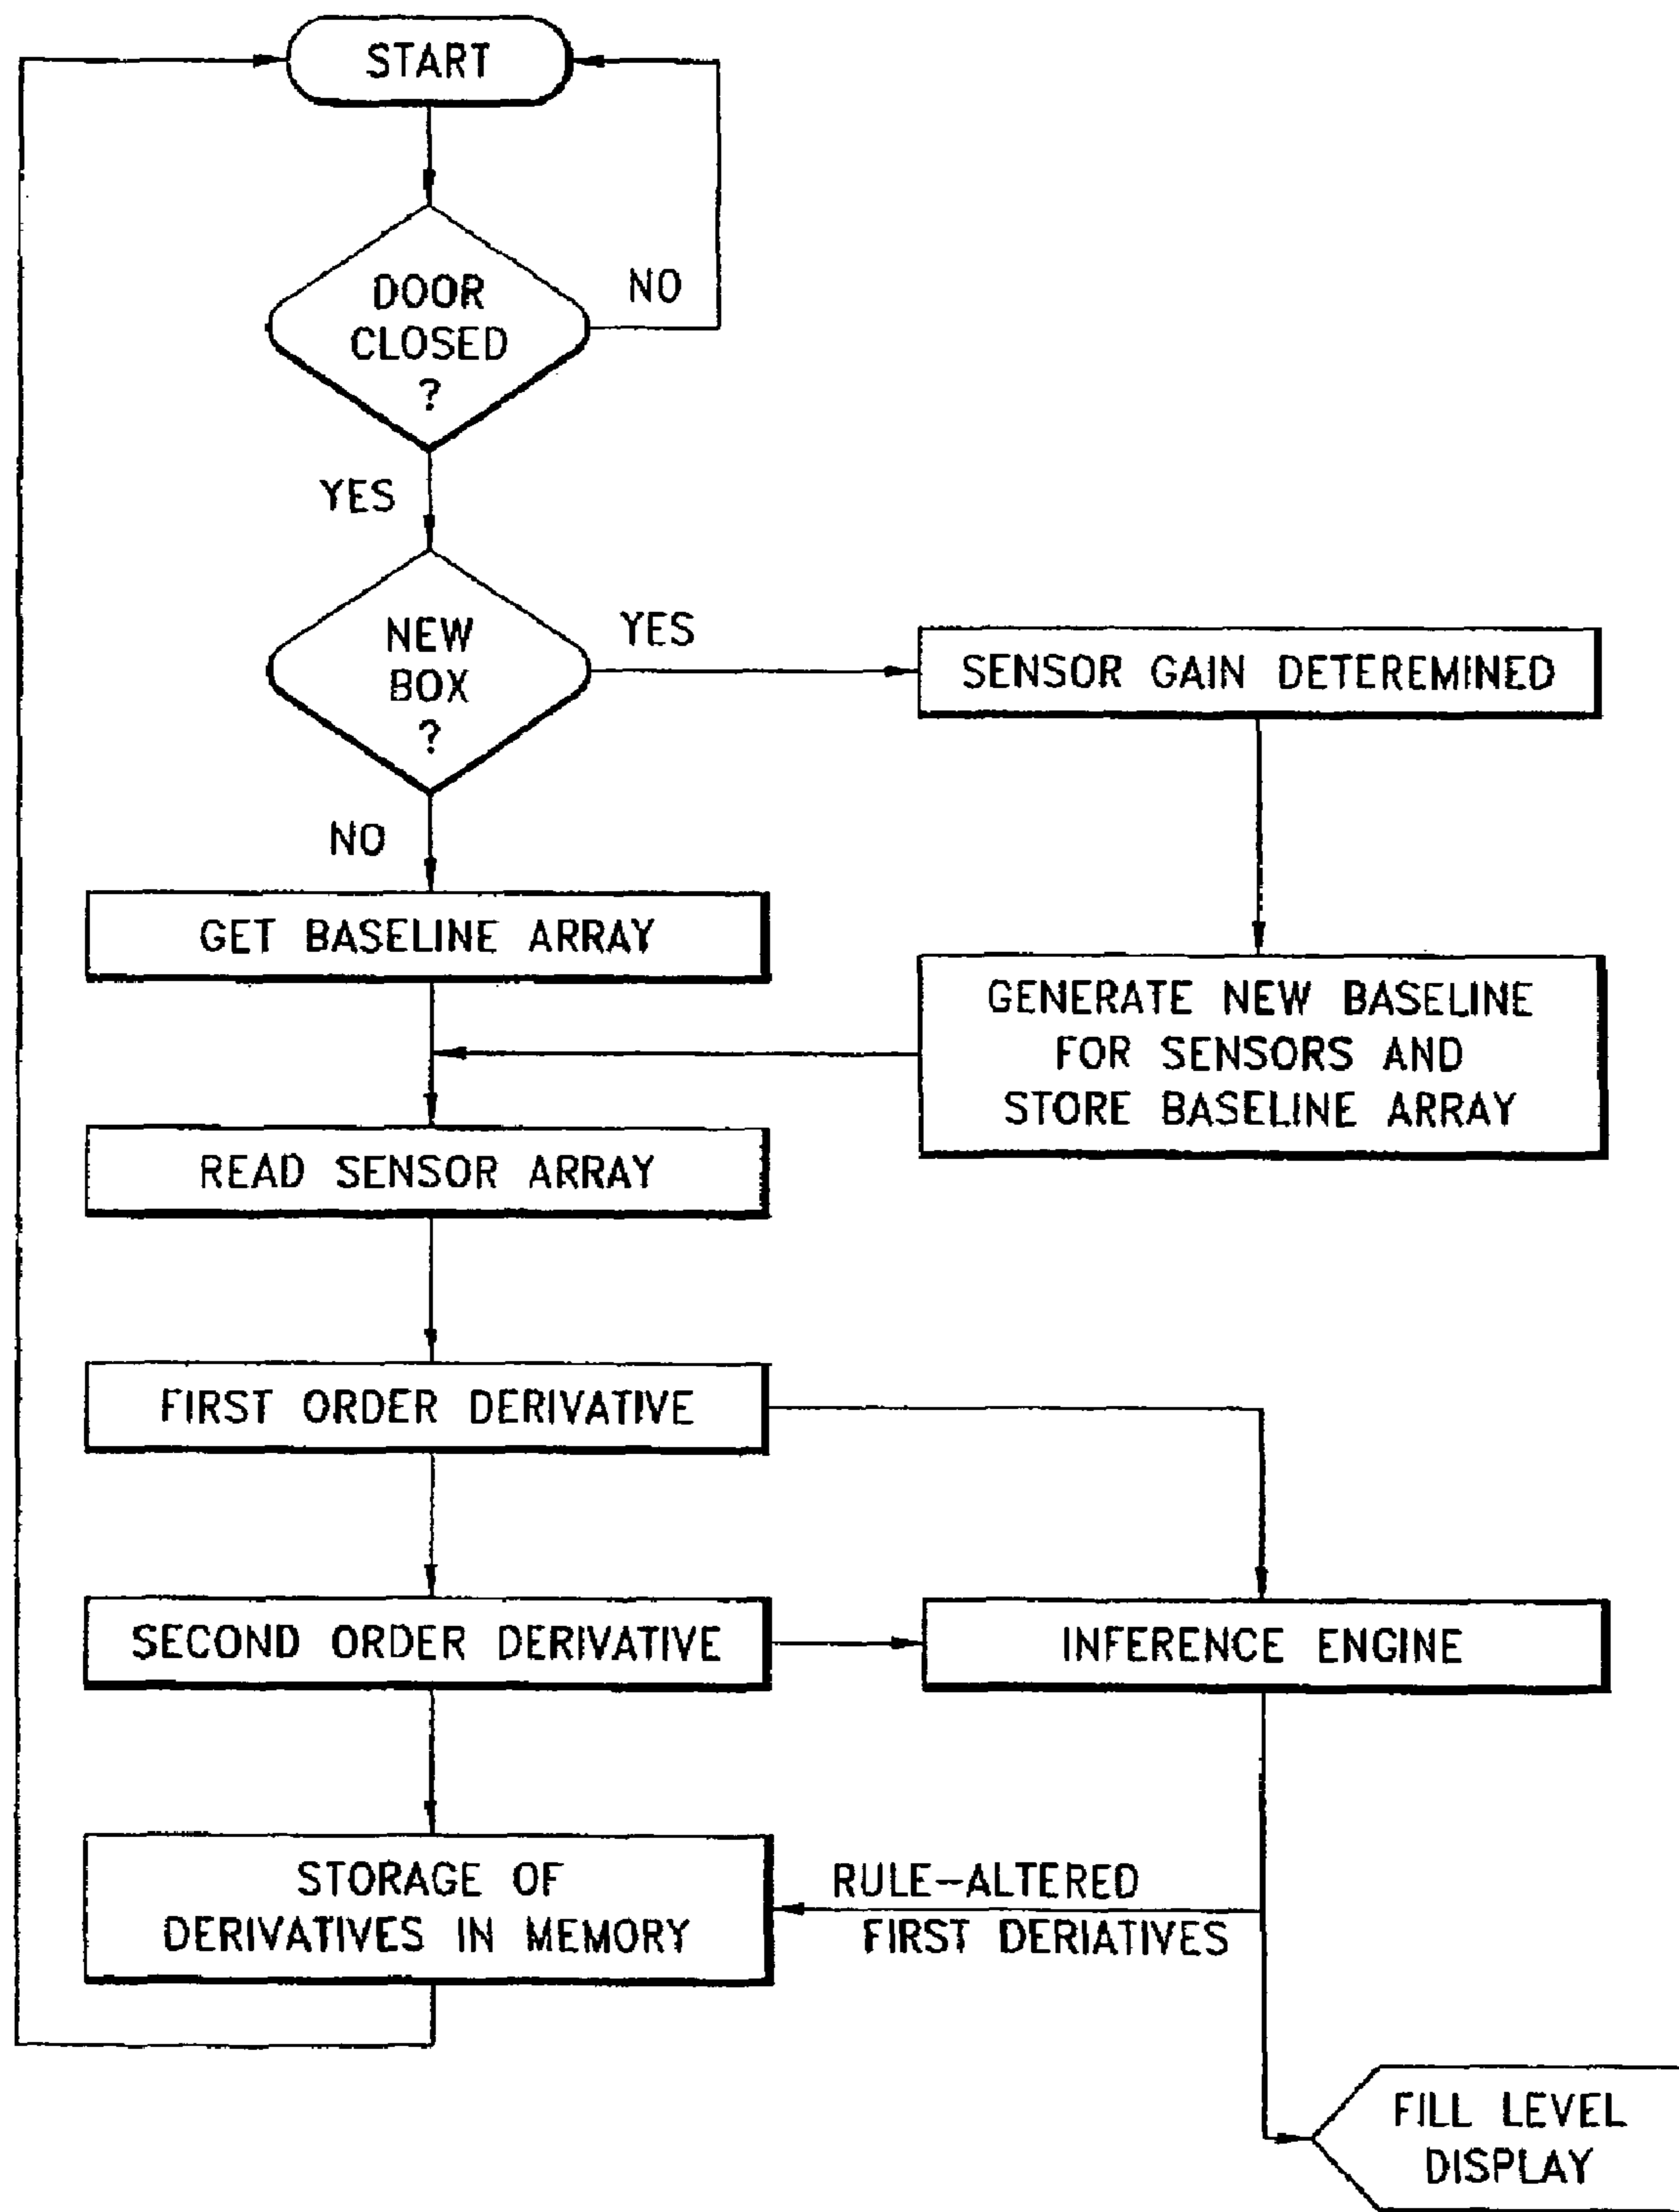 START
DOOR
CLOSED
?
NO
YES
NEW
BOX
?
YES
SENSOR GAIN DETEREMINED
NO
GET BASELINE ARRAY
GENERATE NEW BASELINE
FOR SENSORS AND
STORE BASELINE ARRAY
READ SENSOR ARRAY
FIRST ORDER DERIVATIVE
SECOND ORDER DERIVATIVE
INFERENCE ENGINE
STORAGE OF
DERIVATIVES IN MEMORY
RULE-ALTERED
FIRST DERIATIVES
FILL LEVEL
DISPLAY